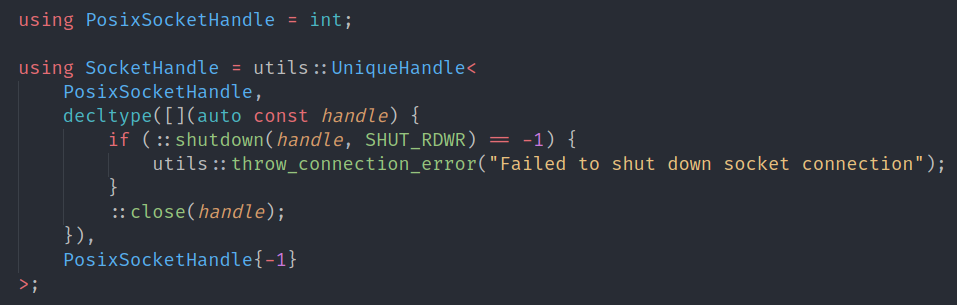 using PosixSocketHandle = int;
using SocketHandle = utils::UniqueHandle<
PosixSocketHandle,
decltype([](auto const handle) {
if (::shutdown(handle, SHUT_RDWR) == -1) {
utils::throw_connection_error("Failed to shut down socket connection");
}
::close(handle);
}),
PosixSocketHandle{-1}
>;